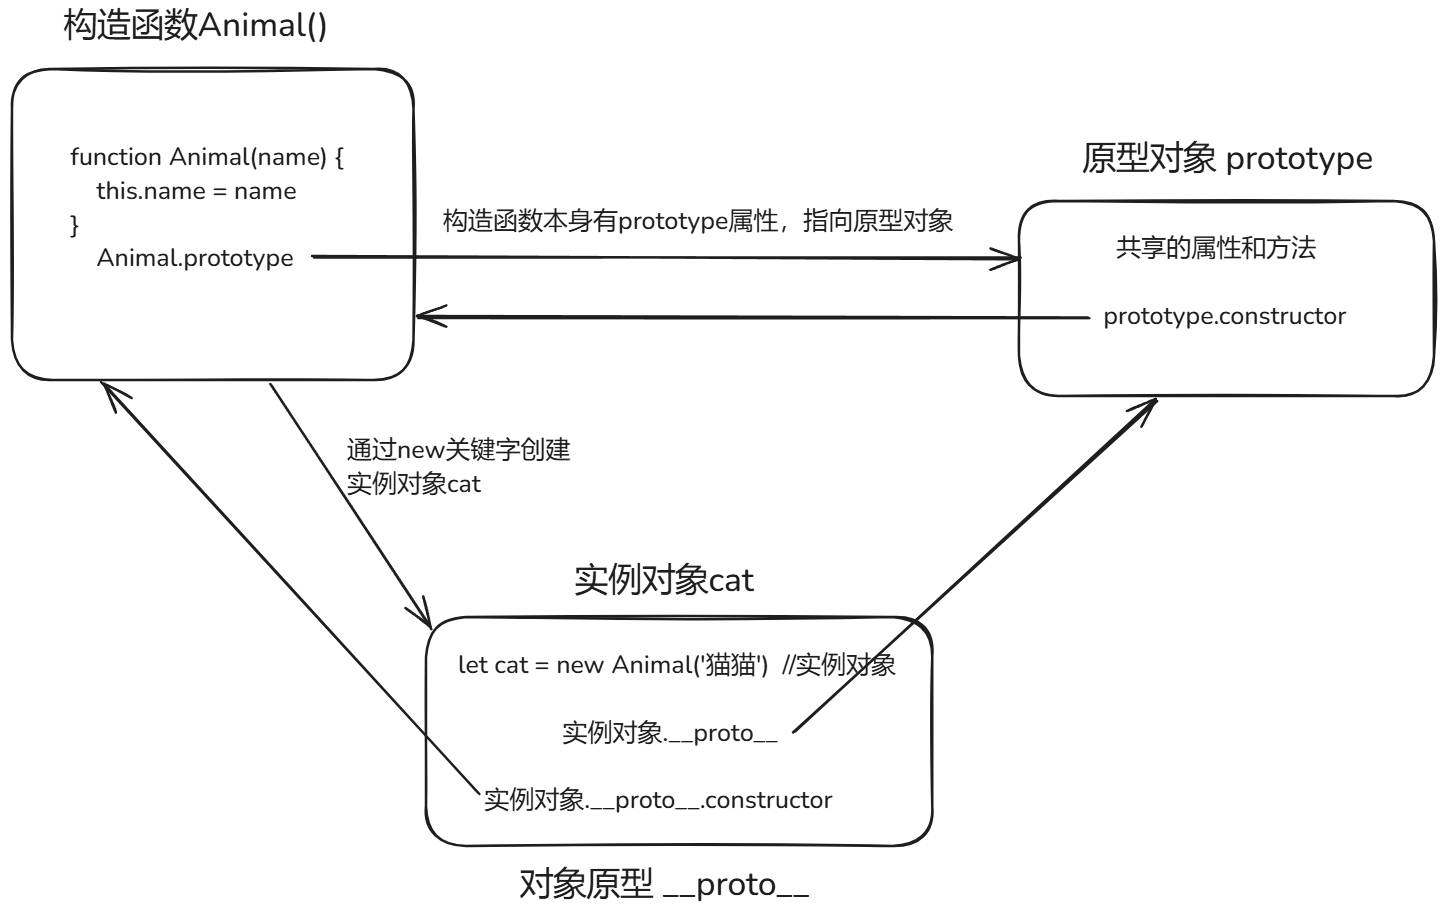 构造函数Animal()
function Animal(name) {
this.name = name
}
Animal.prototype
构造函数本身有prototype属性，指向原型对象
原型对象 prototype
共享的属性和方法
prototype.constructor
通过new关键字创建
实例对象cat
实例对象cat
let cat = new Animal('猫猫')  //实例对象
实例对象.__proto__
实例对象.__proto__.constructor
对象原型 __proto__